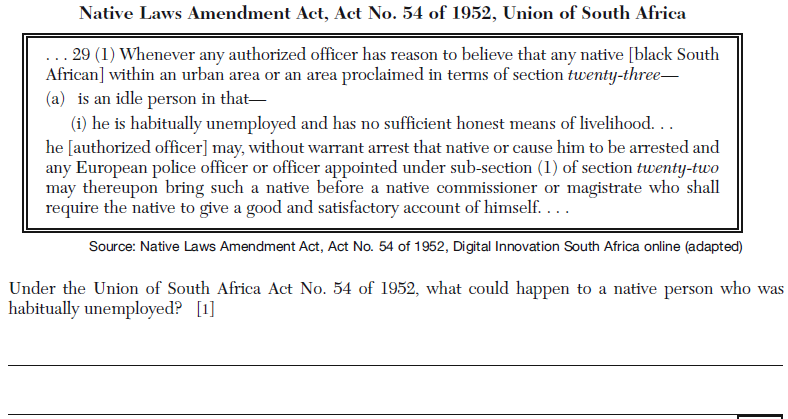 Native Laws Amendment Act, Act No. 54 of 1952, Union of South Africa
. . . 29 (1) Whenever any authorized officer has reason to believe that any native [black South
African] within an urban area or an area proclaimed in terms of section twenty-three—
(a) is an idle person in that—
(i) he is habitually unemployed and has no sufficient honest means of livelihood. . .
he [authorized officer] may, without warrant arrest that native or cause him to be arrested and
any European police officer or officer appointed under sub-section (1) of section twenty-two
may thereupon bring such a native before a native commissioner or magistrate who shall
require the native to give a good and satisfactory account of himself. . . .
Source: Native Laws Amendment Act, Act No. 54 of 1952, Digital Innovation South Africa online (adapted)
Under the Union of South Africa Act No. 54 of 1952, what could happen to a native person who was
habitually unemployed? [1]